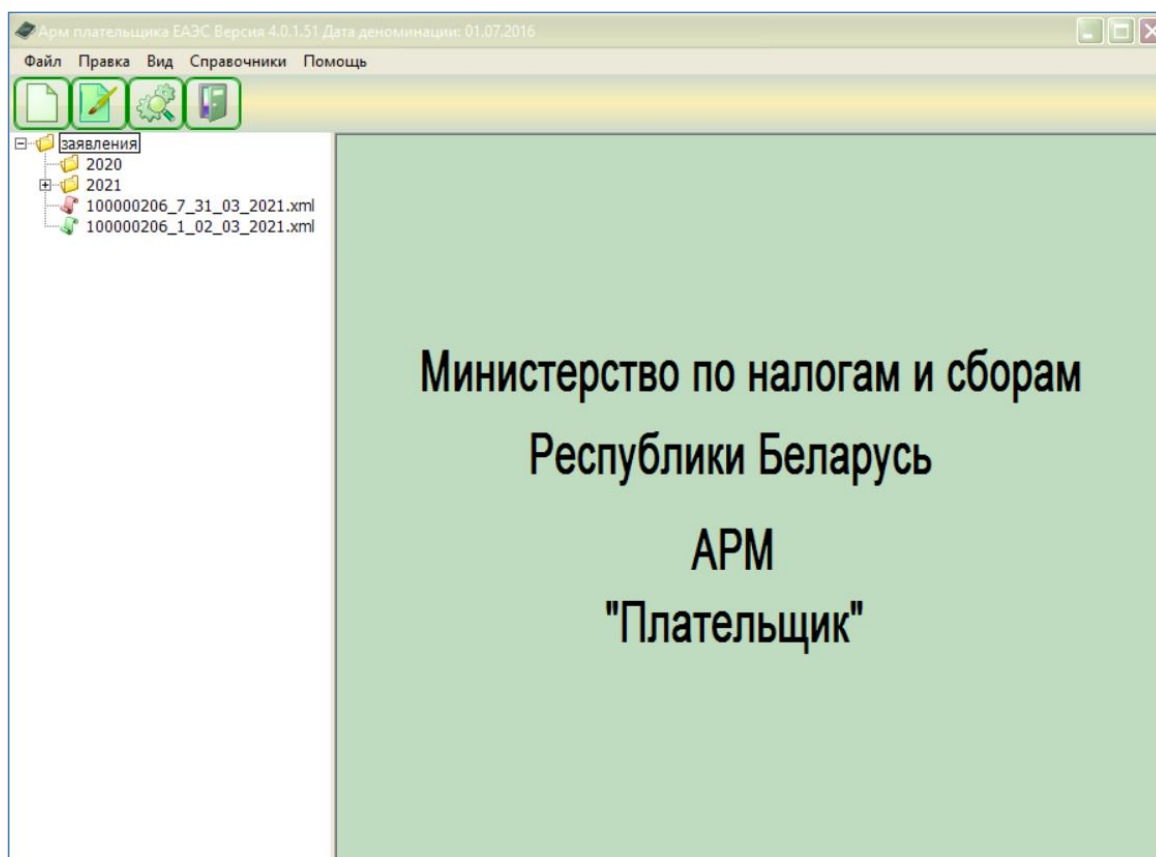 Арм плательщика ЕАЭС Версия 4.0.1.51 Дата деноминации: 01.07.2016
Файл Правка Вид Справочники Помощь
заявления
2020
2021
100000206_7_31_03_2021.xml
100000206_1_02_03_2021.xml
Министерство по налогам и сборам
Республики Беларусь
АРМ
"Плательщик"